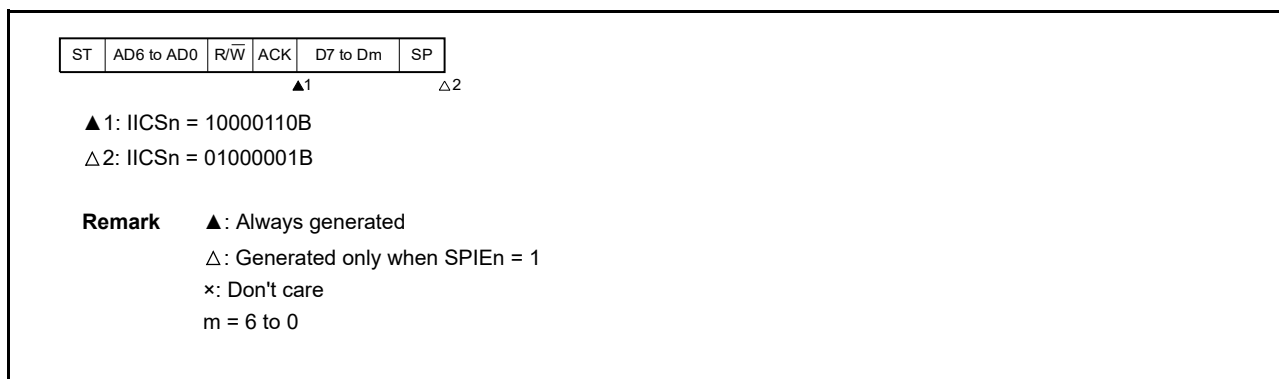 ST AD6 to AD0 R/W̅ ACK D7 to Dm SP
▲1 △2
▲1: IICSn = 10000110B
△2: IICSn = 01000001B
Remark ▲: Always generated
△: Generated only when SPIEn = 1
×: Don't care
m = 6 to 0